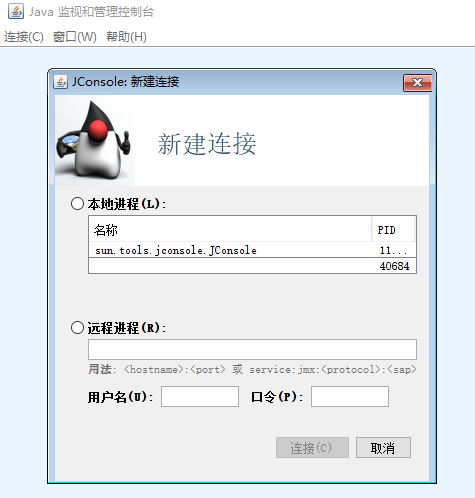 Java 监视和管理控制台
连接(C) 窗口(W) 帮助(H)
JConsole: 新建连接
新建连接
本地进程(L):
名称 PID
sun.tools.jconsole.JConsole 11...
40684
远程进程(R):
用法: <hostname>:<port> 或 service:jmx:<protocol>:<sap>
用户名(U): 口令(P):
连接(C) 取消